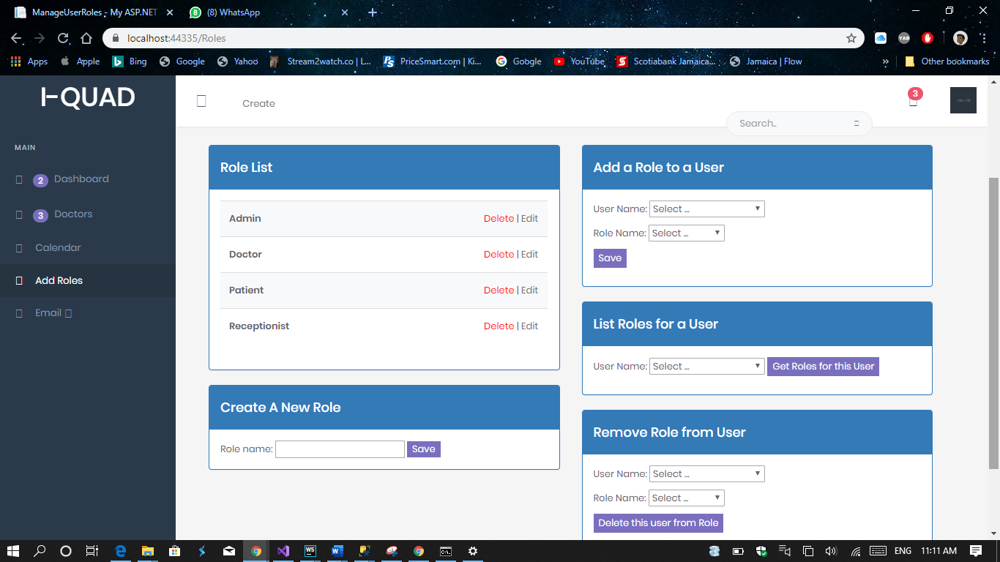 ManageUserRoles - My ASP.NET
8 (8) WhatsApp
localhost:44335/Roles
YAB
Apps Apple Bing Google Yahoo Stream2watch.co | L... PriceSmart.com | Ki... Google YouTube Scotiabank Jamaica... Jamaica | Flow » Other bookmarks
I-QUAD
Create
3
Search..
MAIN
2 Dashboard
3 Doctors
Calendar
Add Roles
Email
Role List
Admin Delete | Edit
Doctor Delete | Edit
Patient Delete | Edit
Receptionist Delete | Edit
Create A New Role
Role name: Save
Add a Role to a User
User Name: Select ...
Role Name: Select ...
Save
List Roles for a User
User Name: Select ... Get Roles for this User
Remove Role from User
User Name: Select ...
Role Name: Select ...
Delete this user from Role
WS
ENG 11:11 AM